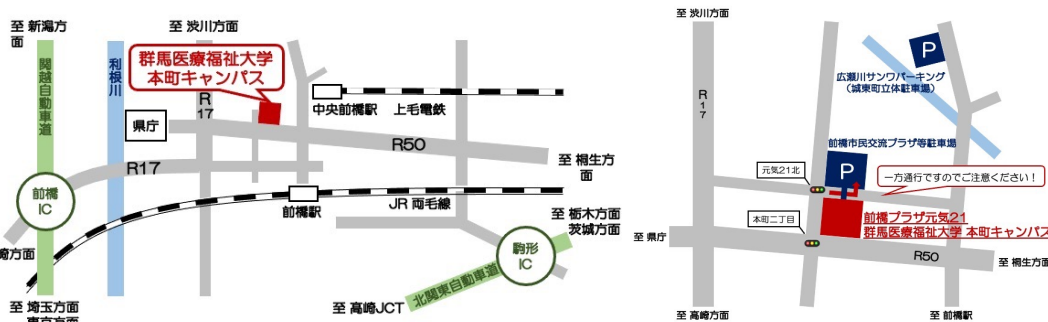 至 新潟方
面
至 渋川方面
関越自動車道
利根川
群馬医療福祉大学
本町キャンパス
R
17
中央前橋駅
上毛電鉄
県庁
R50
R17
至 桐生方
面
前橋
IC
前橋駅
JR 両毛線
至 栃木方面
茨城方面
崎方面
駒形
IC
北関東自動車道
至 埼玉方面
東京方面
至 高崎JCT
至 渋川方面
P
広瀬川サンワパーキング
(城東町立体駐車場)
R
17
前橋市民交流プラザ等駐車場
元気21北
P
一方通行ですのでご注意ください!
本町二丁目
前橋プラザ元気21
群馬医療福祉大学 本町キャンパス
至 県庁
R50
至 桐生方面
至 高崎方面
至 前橋駅